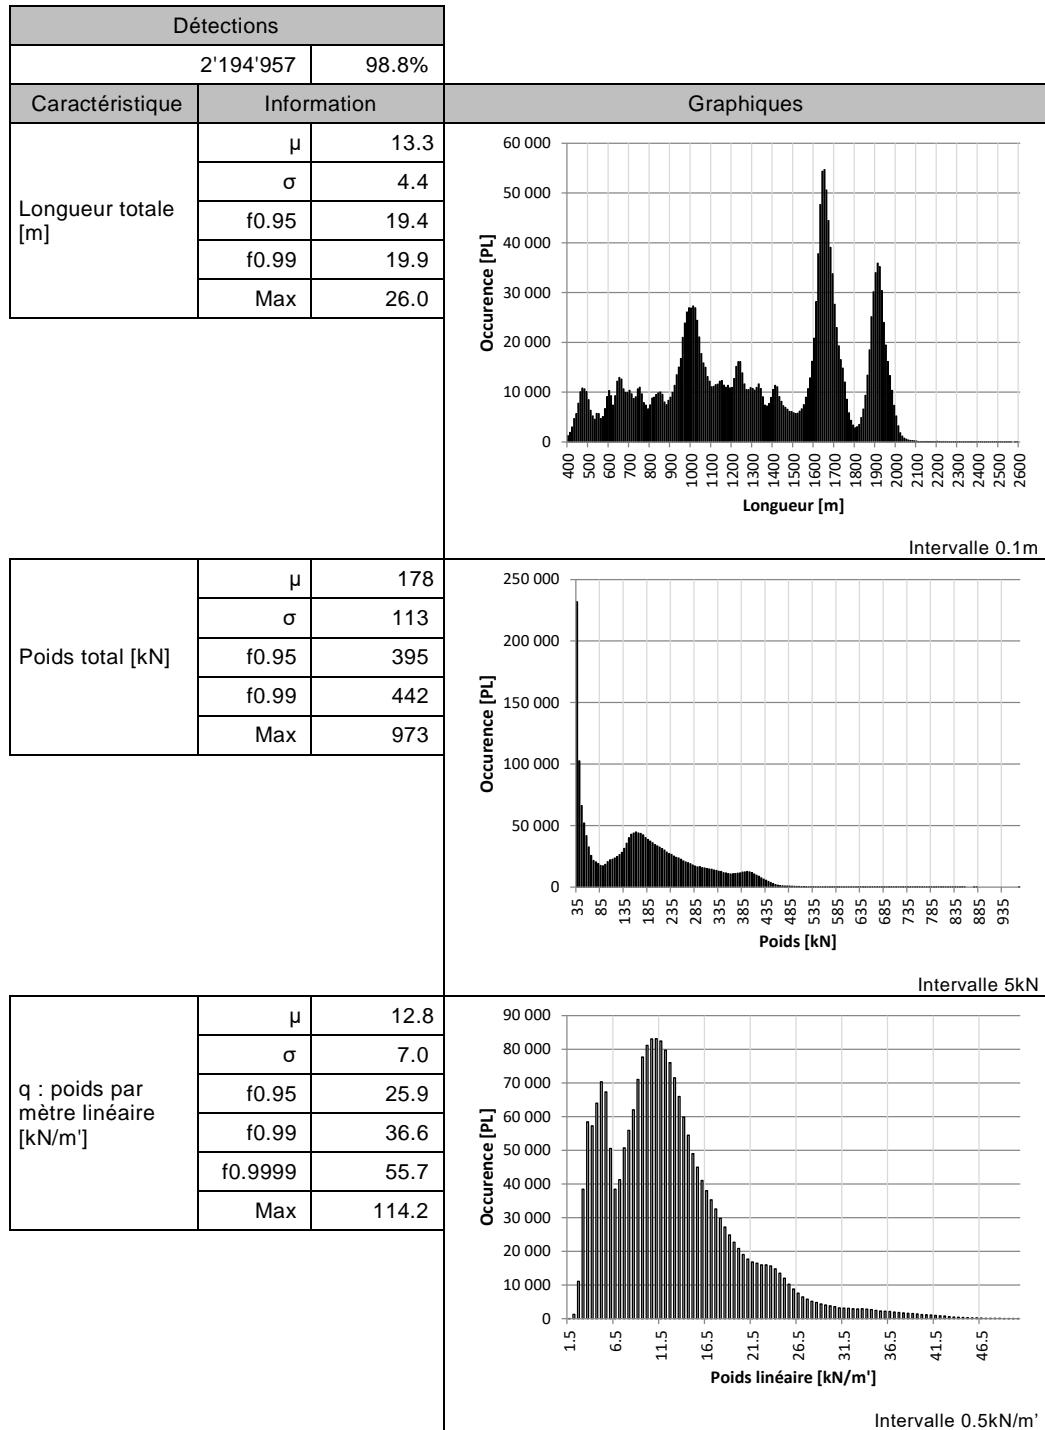 Détections
2'194'957 98.8%
Caractéristique Information Graphiques
Longueur totale
[m]
μ 13.3
σ 4.4
f0.95 19.4
f0.99 19.9
Max 26.0
60 000
50 000
40 000
30 000
20 000
10 000
0
Occurence [PL]
400 500 600 700 800 900 1000 1100 1200 1300 1400 1500 1600 1700 1800 1900 2000 2100 2200 2300 2400 2500 2600
Longueur [m]
Intervalle 0.1m
Poids total [kN]
μ 178
σ 113
f0.95 395
f0.99 442
Max 973
250 000
200 000
150 000
100 000
50 000
0
Occurence [PL]
35 85 135 185 235 285 335 385 435 485 535 585 635 685 735 785 835 885 935
Poids [kN]
Intervalle 5kN
q : poids par
mètre linéaire
[kN/m']
μ 12.8
σ 7.0
f0.95 25.9
f0.99 36.6
f0.9999 55.7
Max 114.2
90 000
80 000
70 000
60 000
50 000
40 000
30 000
20 000
10 000
0
Occurence [PL]
1.5 6.5 11.5 16.5 21.5 26.5 31.5 36.5 41.5 46.5
Poids linéaire [kN/m']
Intervalle 0.5kN/m’